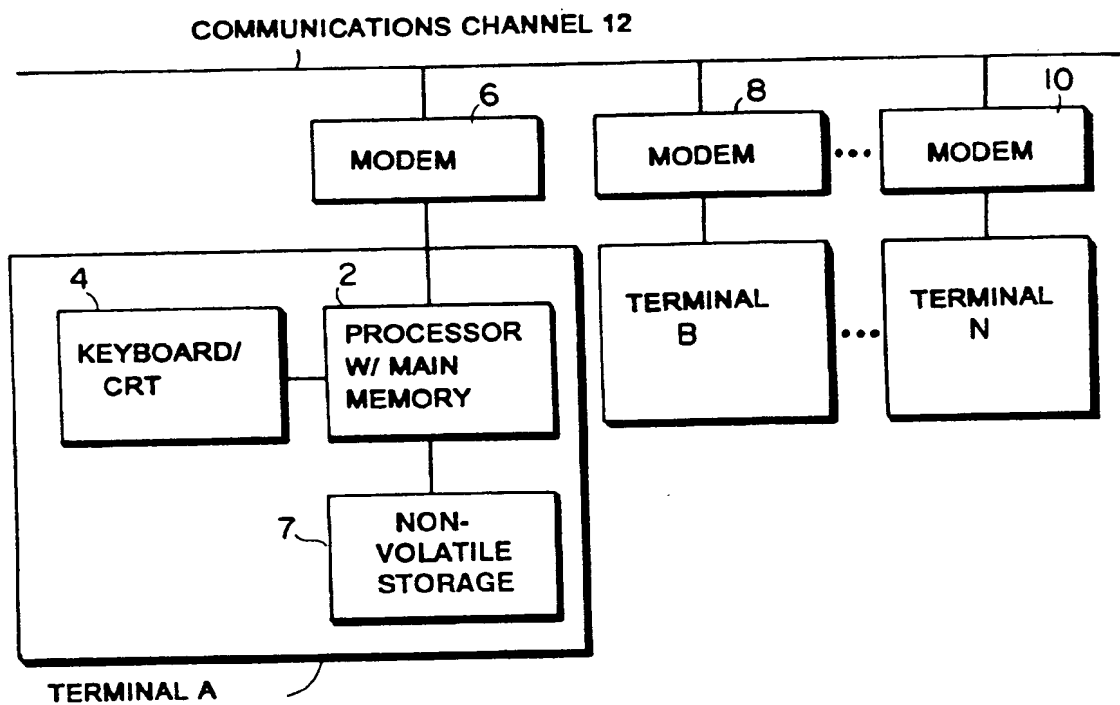 COMMUNICATIONS CHANNEL 12
6
MODEM
8
MODEM
•••
10
MODEM
4
KEYBOARD/
CRT
2
PROCESSOR
W/ MAIN
MEMORY
7
NON-
VOLATILE
STORAGE
TERMINAL A
TERMINAL
B
•••
TERMINAL
N